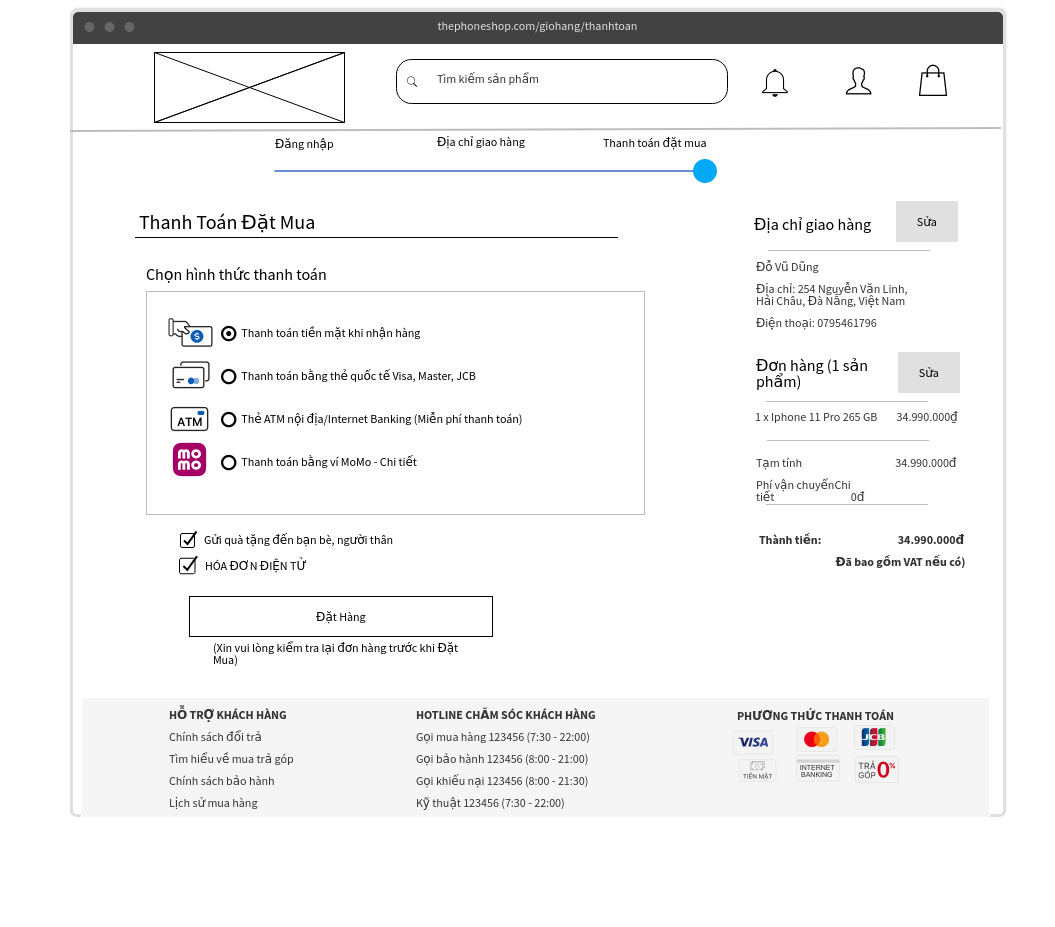 thephoneshop.com/giohang/thanhtoan
Tìm kiếm sản phẩm
Đăng nhập
Địa chỉ giao hàng
Thanh toán đặt mua
Thanh Toán Đặt Mua
Chọn hình thức thanh toán
Thanh toán tiền mặt khi nhận hàng
Thanh toán bằng thẻ quốc tế Visa, Master, JCB
ATM
Thẻ ATM nội địa/Internet Banking (Miễn phí thanh toán)
mo
mo
Thanh toán bằng ví MoMo - Chi tiết
Gửi quà tặng đến bạn bè, người thân
HÓA ĐƠN ĐIỆN TỬ
Đặt Hàng
(Xin vui lòng kiểm tra lại đơn hàng trước khi Đặt
Mua)
Địa chỉ giao hàng
Sửa
Đỗ Vũ Dũng
Địa chỉ: 254 Nguyễn Văn Linh,
Hải Châu, Đà Nẵng, Việt Nam
Điện thoại: 0795461796
Đơn hàng (1 sản
phẩm)
Sửa
1 x Iphone 11 Pro 265 GB 34.990.000₫
Tạm tính 34.990.000đ
Phí vận chuyểnChi
tiết 0đ
Thành tiền: 34.990.000đ
Đã bao gồm VAT nếu có)
HỖ TRỢ KHÁCH HÀNG
Chính sách đổi trả
Tìm hiểu về mua trả góp
Chính sách bảo hành
Lịch sử mua hàng
HOTLINE CHĂM SÓC KHÁCH HÀNG
Gọi mua hàng 123456 (7:30 - 22:00)
Gọi bảo hành 123456 (8:00 - 21:00)
Gọi khiếu nại 123456 (8:00 - 21:30)
Kỹ thuật 123456 (7:30 - 22:00)
PHƯƠNG THỨC THANH TOÁN
VISA
JCB
TIỀN MẶT
INTERNET
BANKING
TRẢ
GÓP 0%